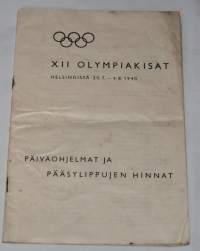 XII OLYMPIAKISAT
HELSINGISSÄ 20.7. – 4.8.1940
PÄIVÄOHJELMAT JA
PÄÄSYLIPPUJEN HINNAT